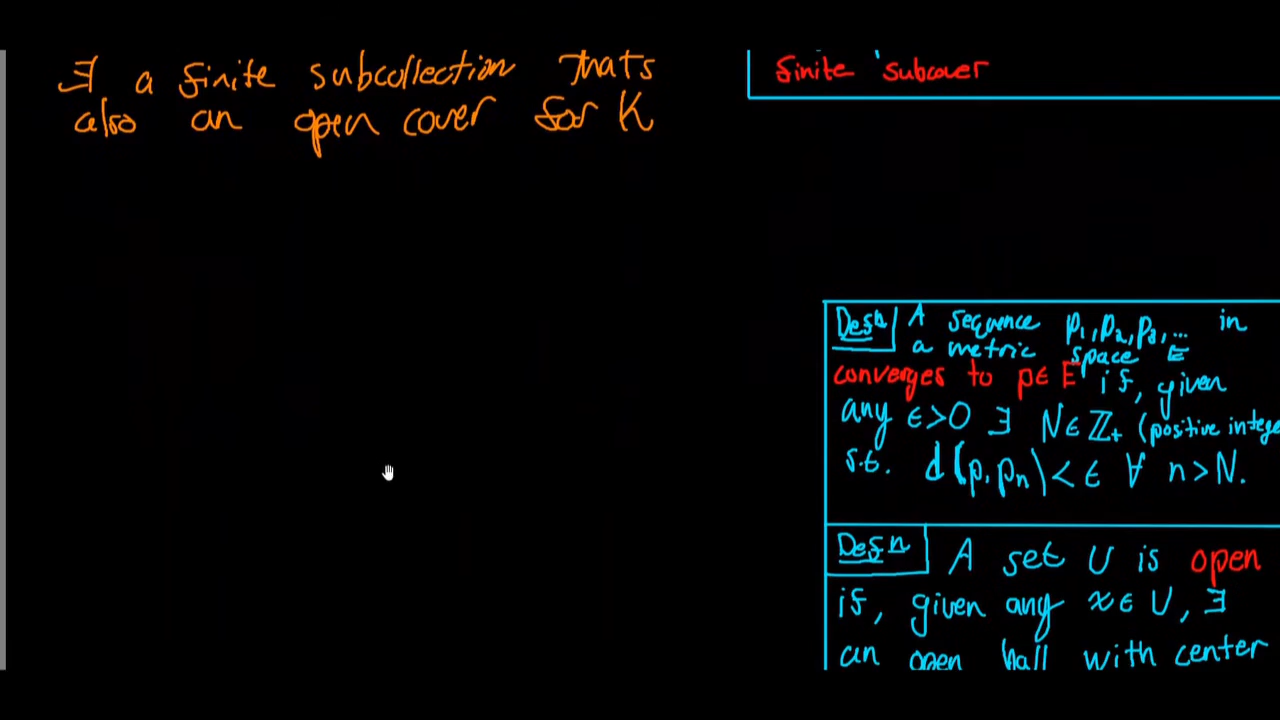 ∃ a finite subcollection thats
also an open cover for K
finite subcover
Defn A sequence p₁, p₂, p₃, ... in
a metric space E
converges to p∈E if, given
any ε>0 ∃ N∈ℤ₊ (positive intege
s.t. d(p, pₙ) < ε ∀ n>N.
Defn A set U is open
if, given any x∈U, ∃
an open ball with center